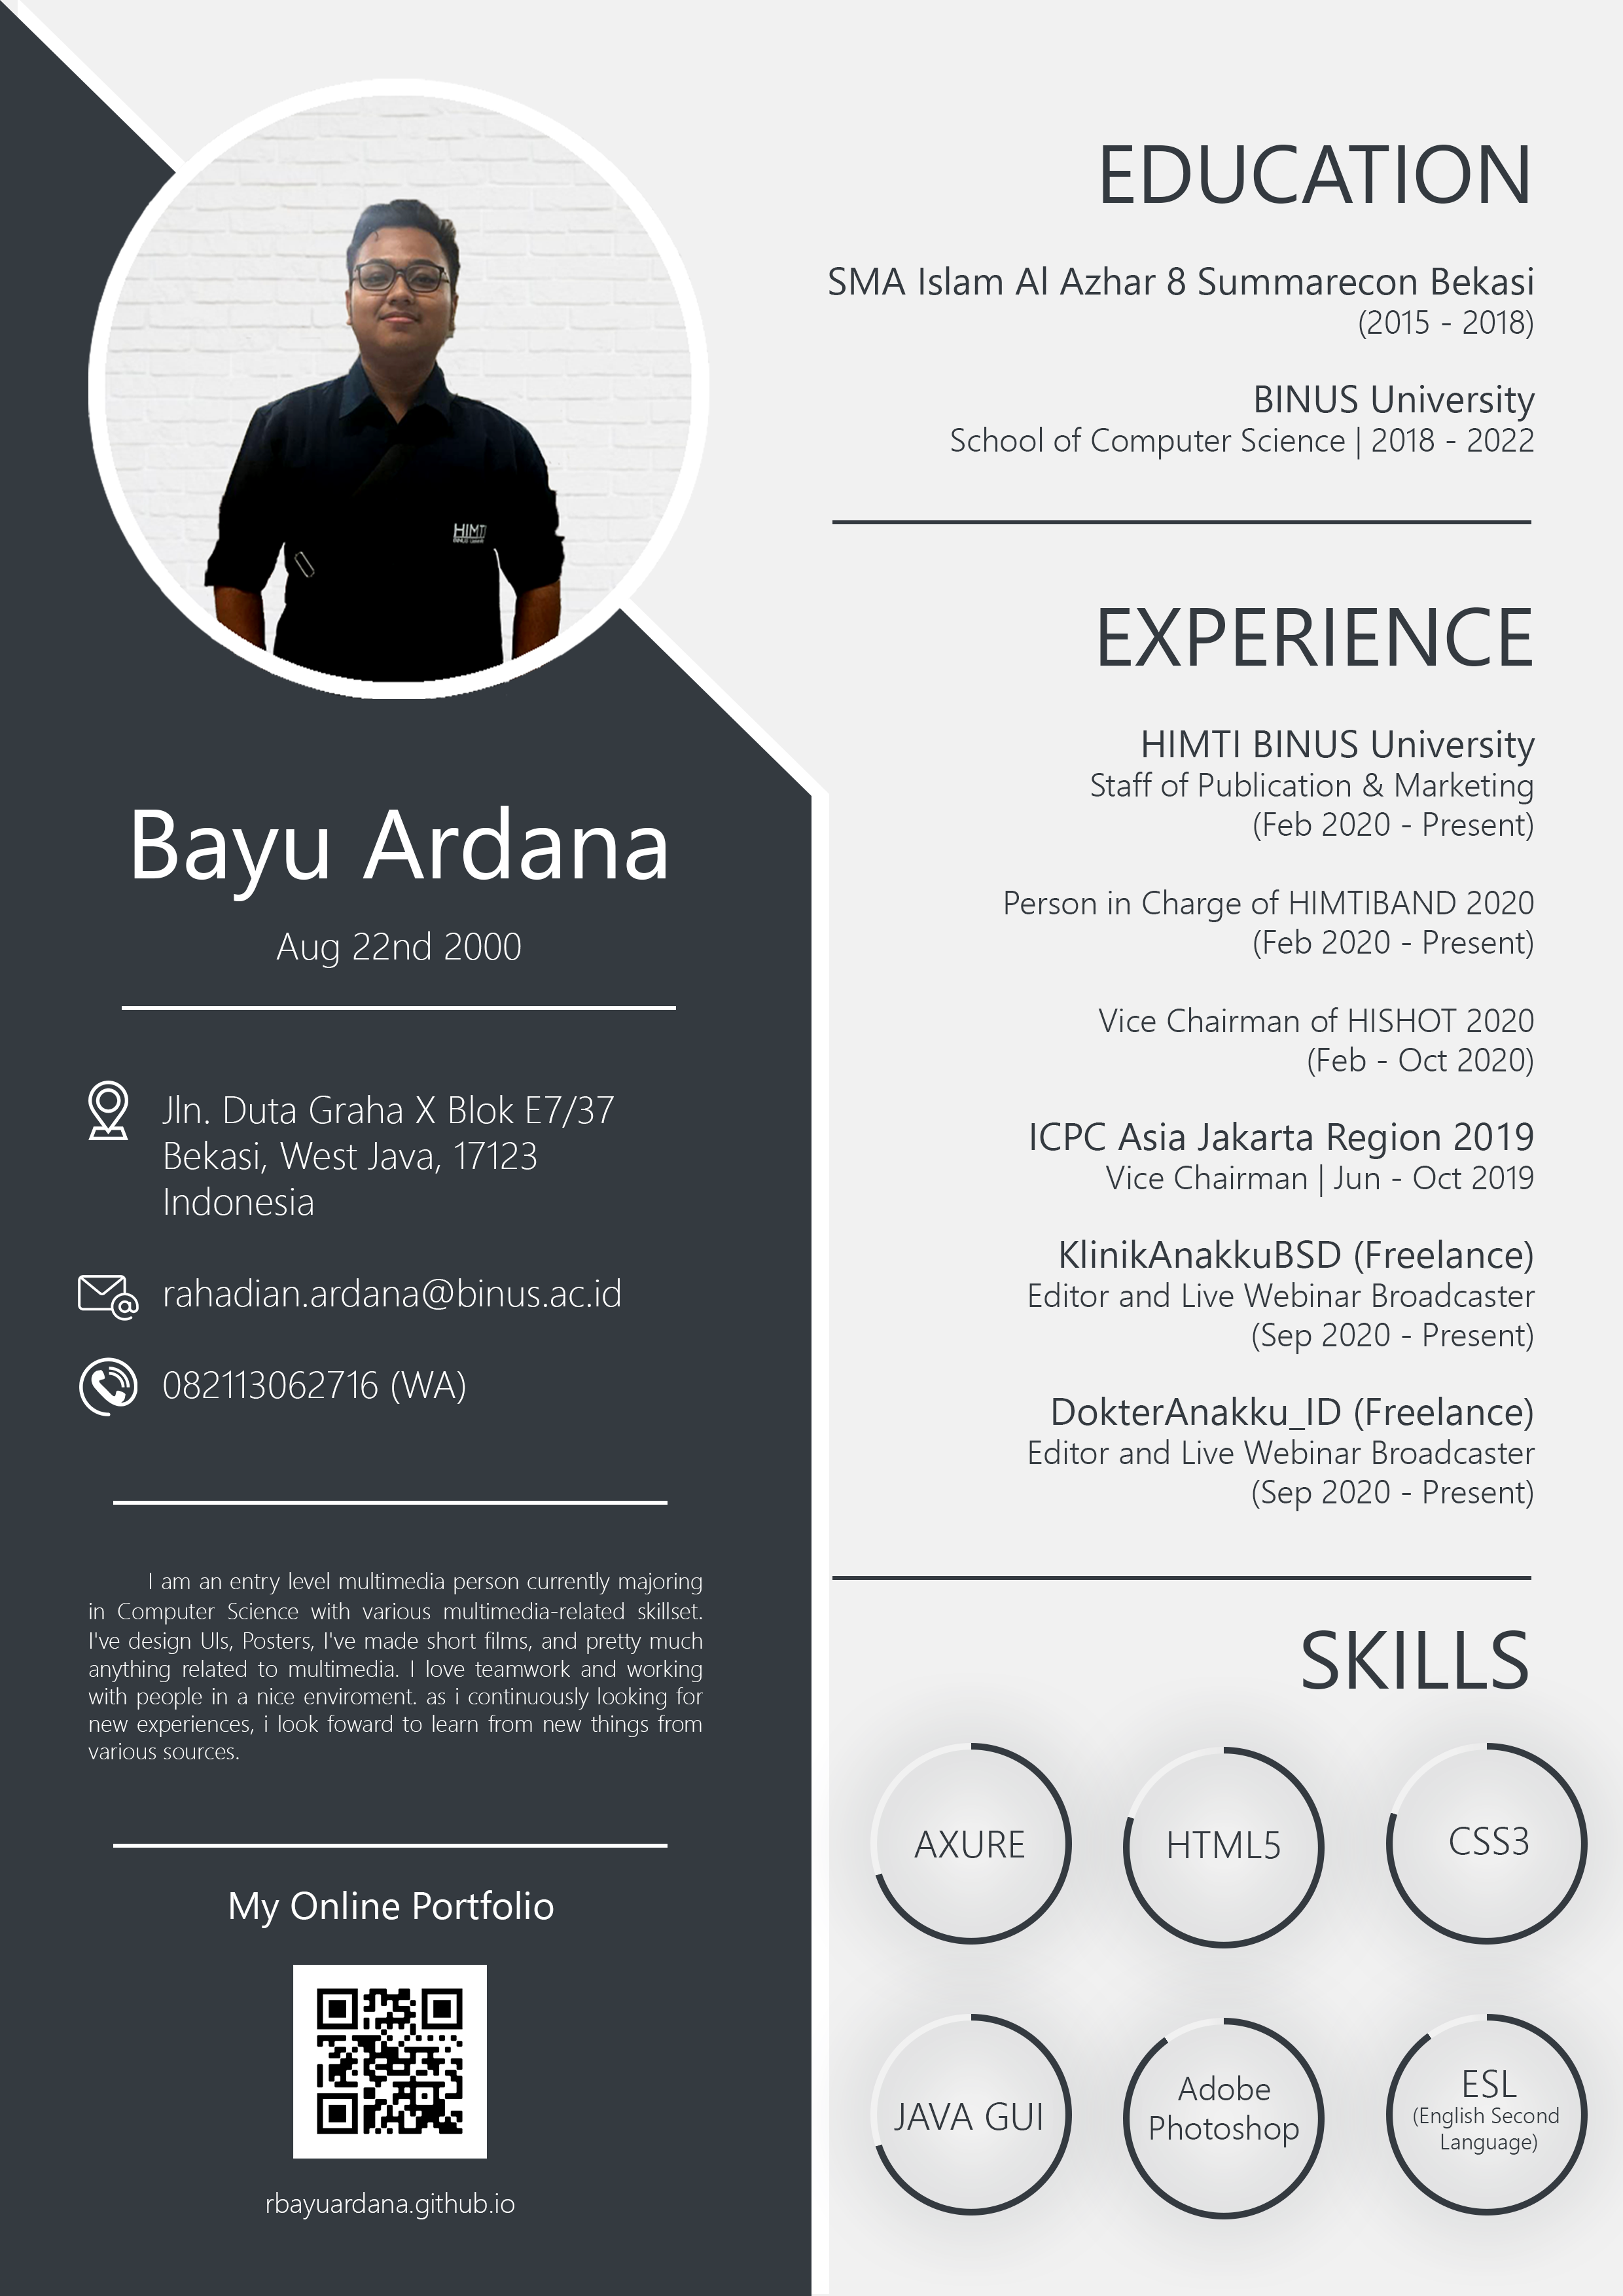 HIMTI
Bayu Ardana
Aug 22nd 2000
Jln. Duta Graha X Blok E7/37
Bekasi, West Java, 17123
Indonesia
rahadian.ardana@binus.ac.id
082113062716 (WA)
I am an entry level multimedia person currently majoring
in Computer Science with various multimedia-related skillset.
I've design UIs, Posters, I've made short films, and pretty much
anything related to multimedia. I love teamwork and working
with people in a nice enviroment. as i continuously looking for
new experiences, i look foward to learn from new things from
various sources.
My Online Portfolio
rbayuardana.github.io
EDUCATION
SMA Islam Al Azhar 8 Summarecon Bekasi
(2015 - 2018)
BINUS University
School of Computer Science | 2018 - 2022
EXPERIENCE
HIMTI BINUS University
Staff of Publication & Marketing
(Feb 2020 - Present)
Person in Charge of HIMTIBAND 2020
(Feb 2020 - Present)
Vice Chairman of HISHOT 2020
(Feb - Oct 2020)
ICPC Asia Jakarta Region 2019
Vice Chairman | Jun - Oct 2019
KlinikAnakkuBSD (Freelance)
Editor and Live Webinar Broadcaster
(Sep 2020 - Present)
DokterAnakku_ID (Freelance)
Editor and Live Webinar Broadcaster
(Sep 2020 - Present)
SKILLS
AXURE
HTML5
CSS3
JAVA GUI
Adobe
Photoshop
ESL
(English Second
Language)